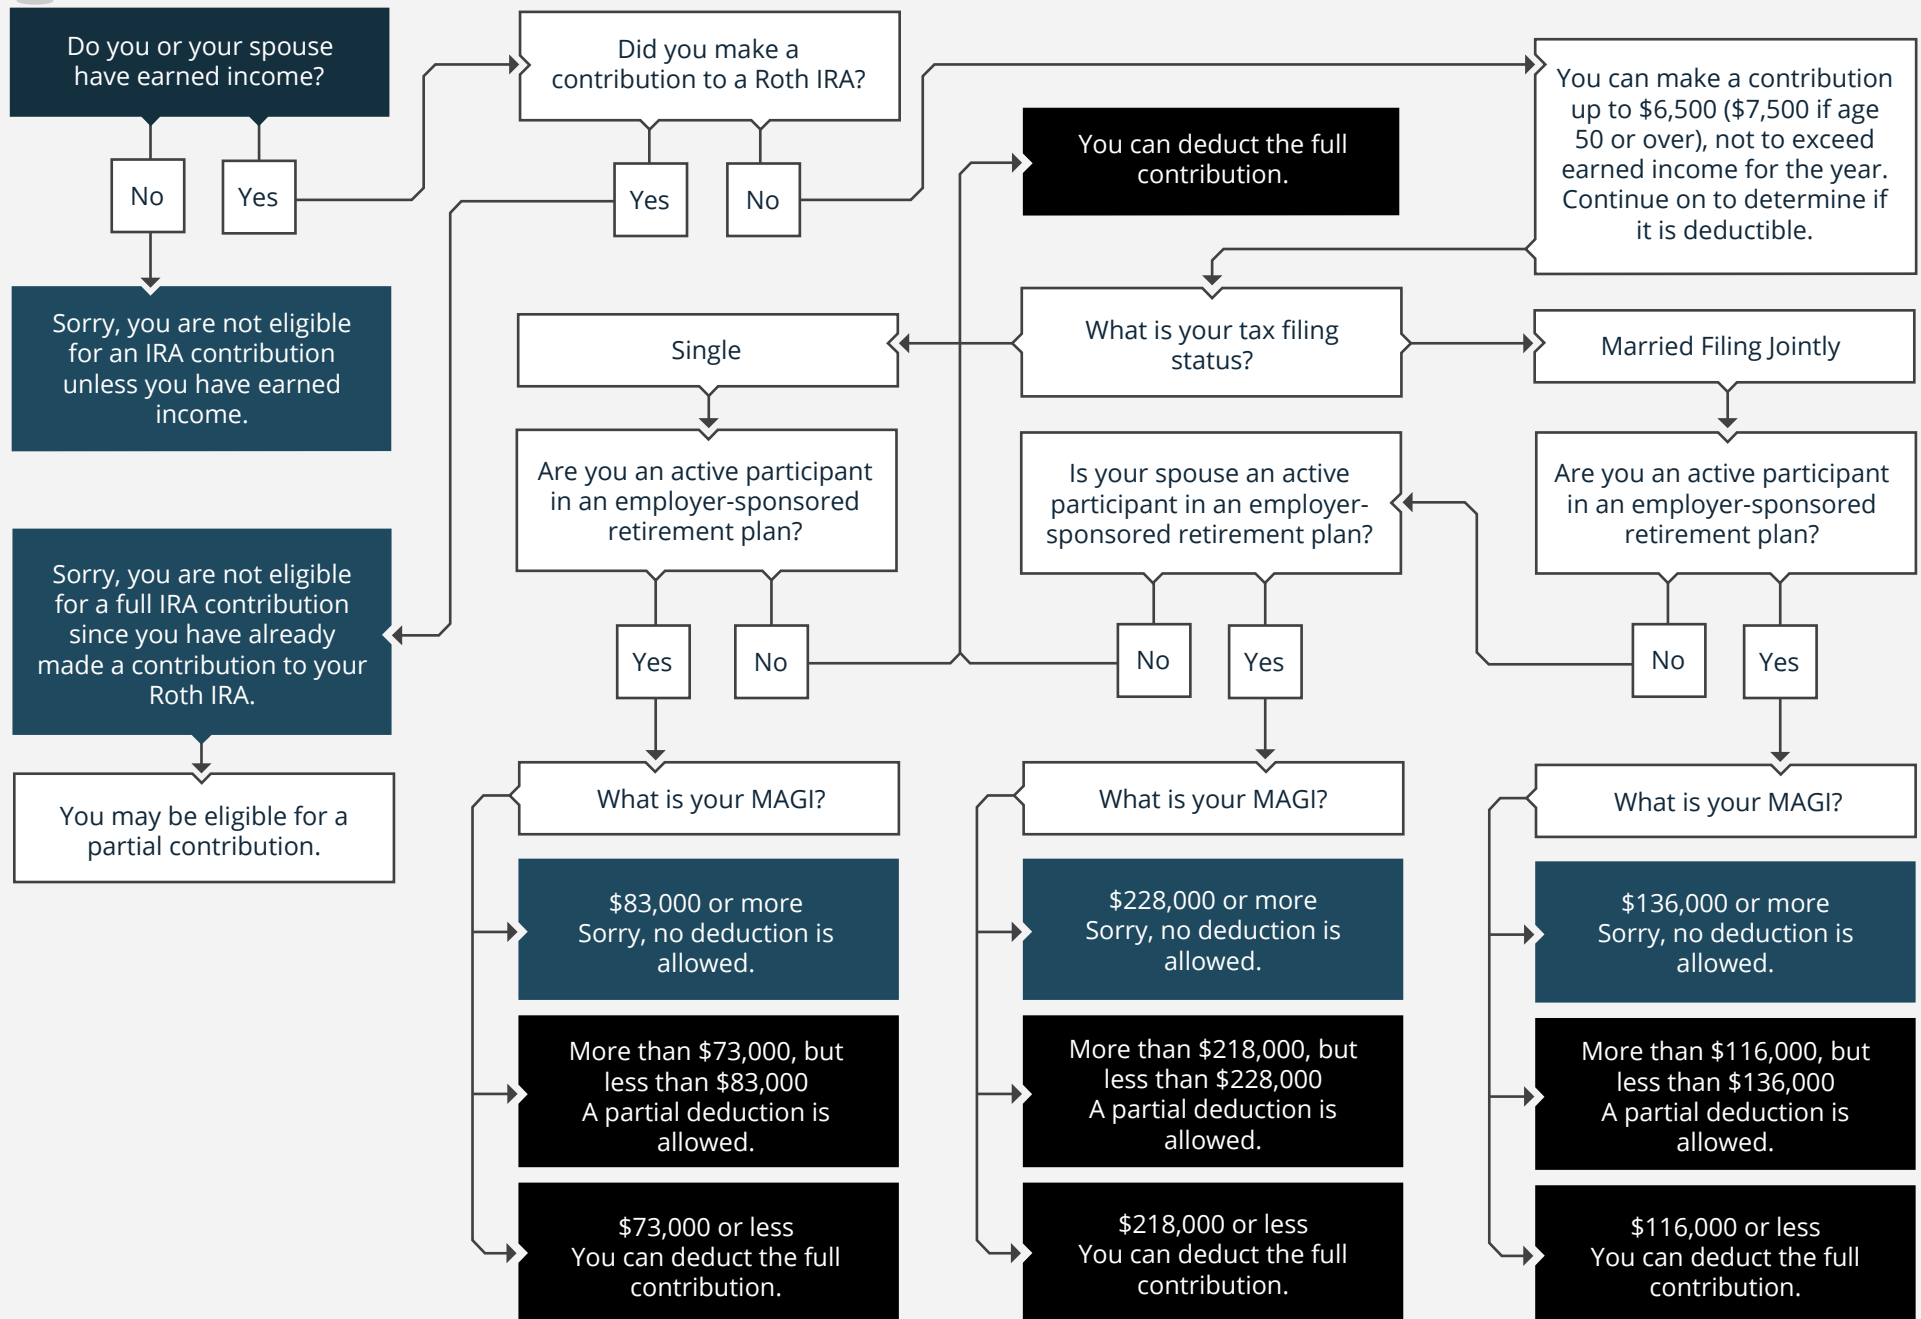 Do you or your spouse
have earned income?
No
Yes
Sorry, you are not eligible
for an IRA contribution
unless you have earned
income.
Did you make a
contribution to a Roth IRA?
Yes
No
Sorry, you are not eligible
for a full IRA contribution
since you have already
made a contribution to your
Roth IRA.
You may be eligible for a
partial contribution.
You can make a contribution
up to $6,500 ($7,500 if age
50 or over), not to exceed
earned income for the year.
Continue on to determine if
it is deductible.
You can deduct the full
contribution.
What is your tax filing
status?
Single
Married Filing Jointly
Are you an active participant
in an employer-sponsored
retirement plan?
Yes
No
Is your spouse an active
participant in an employer-
sponsored retirement plan?
No
Yes
Are you an active participant
in an employer-sponsored
retirement plan?
No
Yes
What is your MAGI?
$83,000 or more
Sorry, no deduction is
allowed.
More than $73,000, but
less than $83,000
A partial deduction is
allowed.
$73,000 or less
You can deduct the full
contribution.
What is your MAGI?
$228,000 or more
Sorry, no deduction is
allowed.
More than $218,000, but
less than $228,000
A partial deduction is
allowed.
$218,000 or less
You can deduct the full
contribution.
What is your MAGI?
$136,000 or more
Sorry, no deduction is
allowed.
More than $116,000, but
less than $136,000
A partial deduction is
allowed.
$116,000 or less
You can deduct the full
contribution.